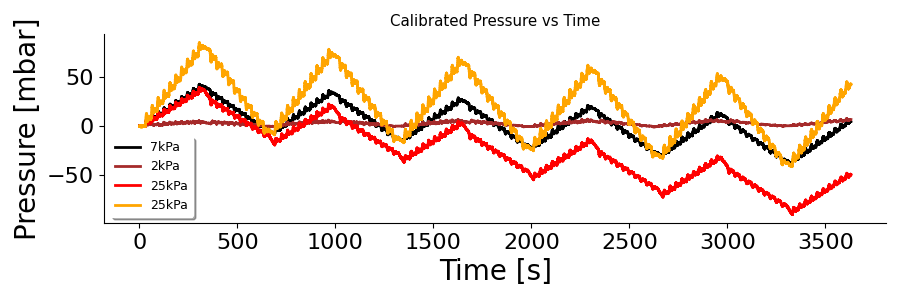 Calibrated Pressure vs Time
Pressure [mbar]
50
0
−50
7kPa
2kPa
25kPa
25kPa
0 500 1000 1500 2000 2500 3000 3500
Time [s]